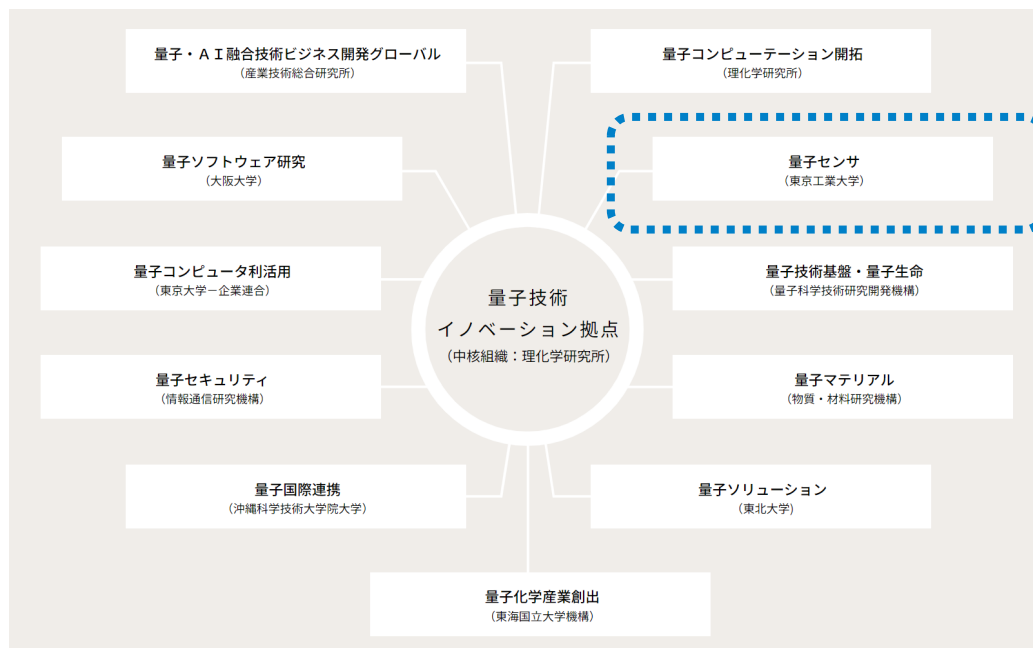 量子・ＡＩ融合技術ビジネス開発グローバル
（産業技術総合研究所）
量子コンピューテーション開拓
（理化学研究所）
量子ソフトウェア研究
（大阪大学）
量子センサ
（東京工業大学）
量子コンピュータ利活用
（東京大学－企業連合）
量子技術基盤・量子生命
（量子科学技術研究開発機構）
量子技術
イノベーション拠点
（中核組織：理化学研究所）
量子セキュリティ
（情報通信研究機構）
量子マテリアル
（物質・材料研究機構）
量子国際連携
（沖縄科学技術大学院大学）
量子ソリューション
（東北大学)
量子化学産業創出
（東海国立大学機構）